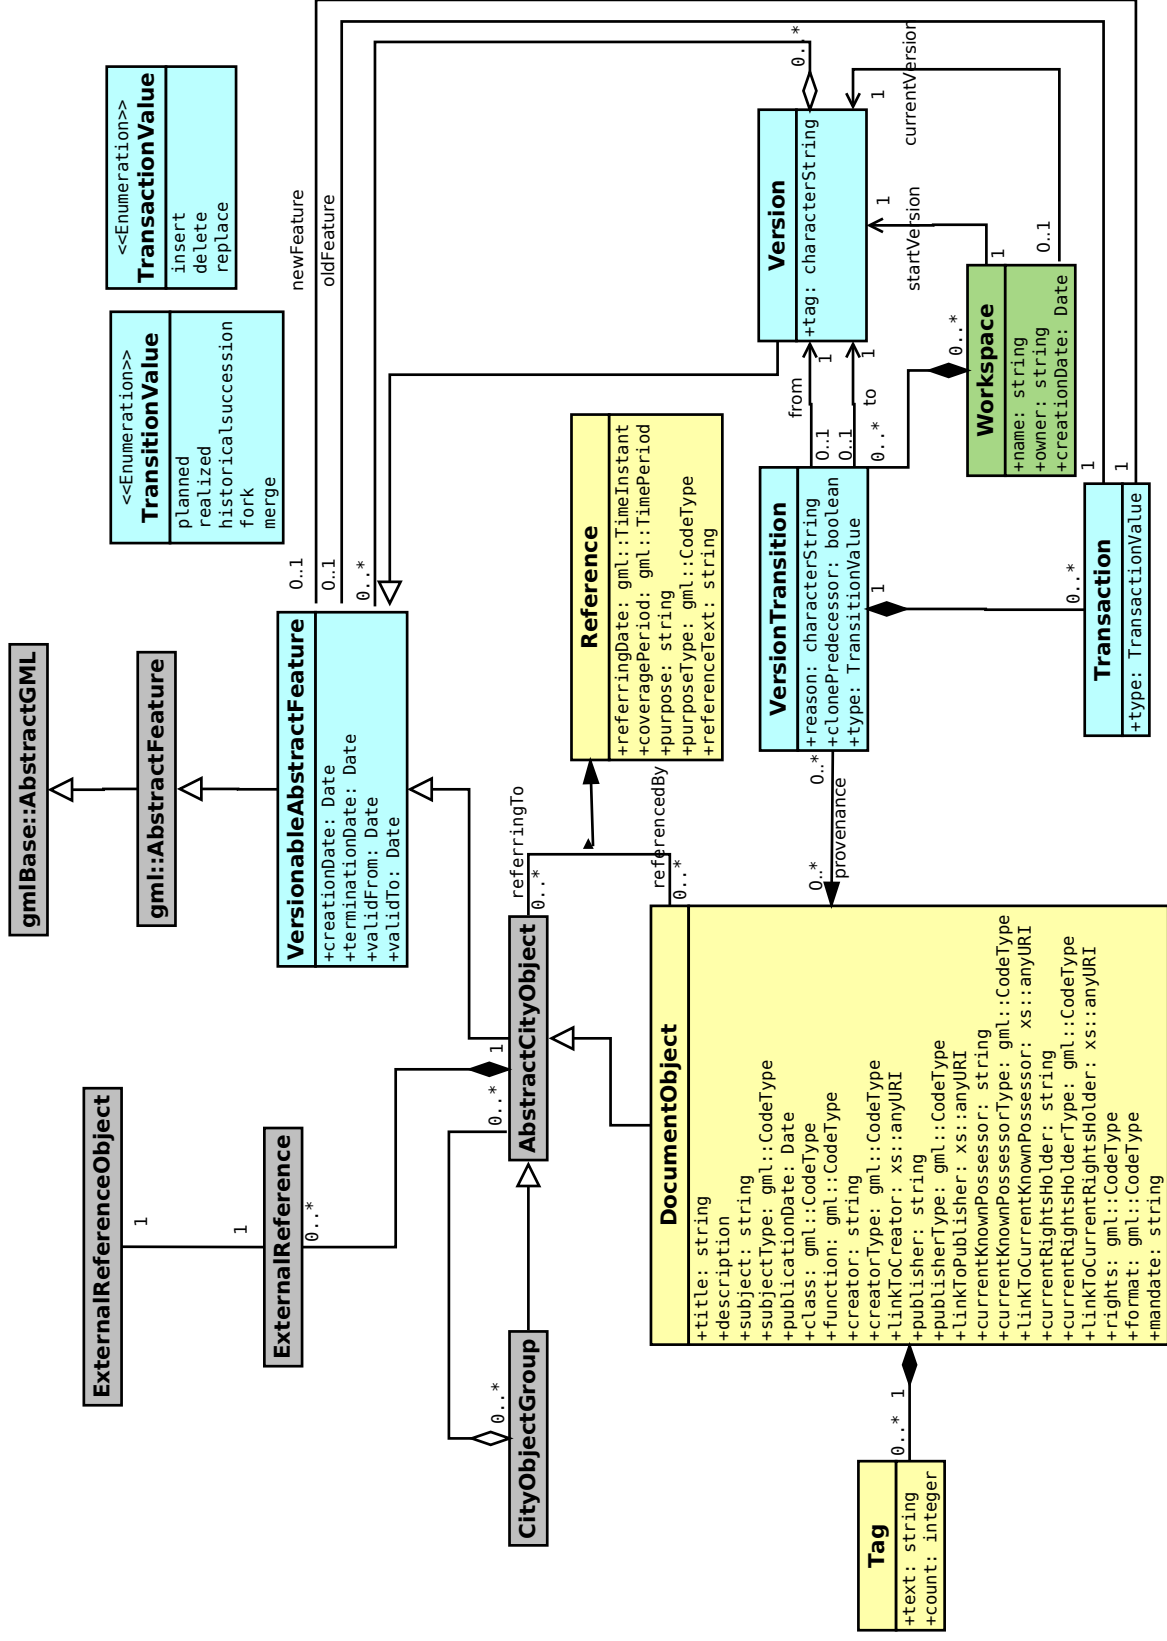 ExternalReferenceObject
1
1
ExternalReference
0..*
gmlBase::AbstractGML
gml::AbstractFeature
VersionableAbstractFeature
+creationDate: Date
+terminationDate: Date
+validFrom: Date
+validTo: Date
0..1
0..1
0..*
newFeature
oldFeature
<<Enumeration>>
TransitionValue
planned
realized
historicalsuccession
fork
merge
<<Enumeration>>
TransactionValue
insert
delete
replace
CityObjectGroup
0..*
0..*
1
AbstractCityObject
referringTo
0..*
referencedBy
0..*
Reference
+referringDate: gml::TimeInstant
+coveragePeriod: gml::TimePeriod
+purpose: string
+purposeType: gml::CodeType
+referenceText: string
Tag
+text: string
+count: integer
0..*
1
DocumentObject
+title: string
+description
+subject: string
+subjectType: gml::CodeType
+publicationDate: Date
+class: gml::CodeType
+function: gml::CodeType
+creator: string
+creatorType: gml::CodeType
+linkToCreator: xs::anyURI
+publisher: string
+publisherType: gml::CodeType
+linkToPublisher: xs::anyURI
+currentKnownPossessor: string
+currentKnownPossessorType: gml::CodeType
+linkToCurrentKnownPossessor: xs::anyURI
+currentRightsHolder: string
+currentRightsHolderType: gml::CodeType
+linkToCurrentRightsHolder: xs::anyURI
+rights: gml::CodeType
+format: gml::CodeType
+mandate: string
0..*
0..*
provenance
VersionTransition
+reason: characterString
+clonePredecessor: boolean
+type: TransitionValue
0..1
0..1
0..*
from
to
1
1
Version
+tag: characterString
0..*
1
currentVersion
1
startVersion
1
0..1
0..*
Workspace
+name: string
+owner: string
+creationDate: Date
1
0..*
Transaction
+type: TransactionValue
1
1